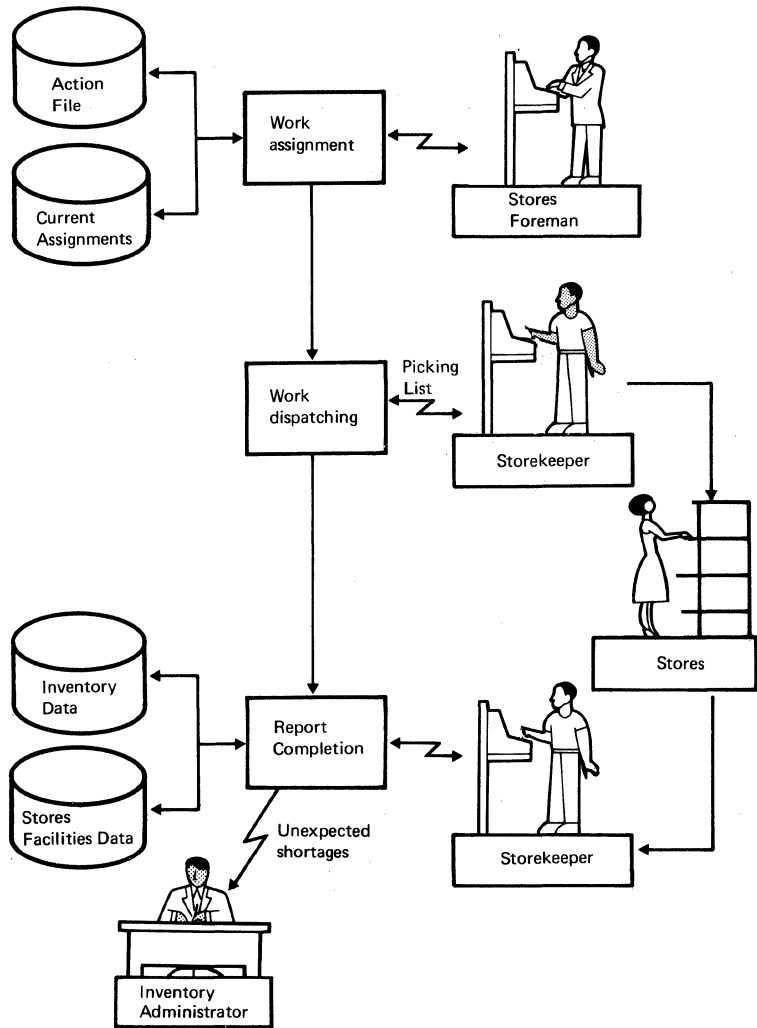 Action
File
Work
assignment
Stores
Foreman
Current
Assignments
Picking
List
Work
dispatching
Storekeeper
Stores
Inventory
Data
Report
Completion
Stores
Facilities Data
Unexpected
shortages
Storekeeper
Inventory
Administrator